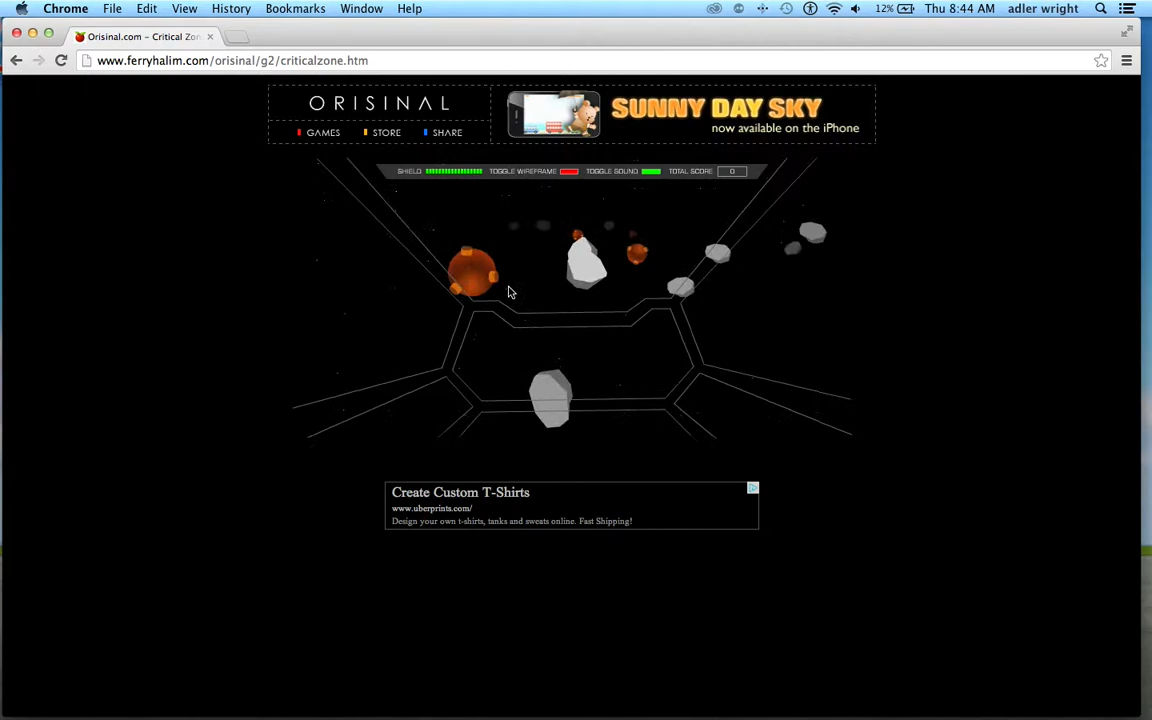 Chrome File Edit View History Bookmarks Window Help 12% Thu 8:44 AM adler wright
Orisinal.com – Critical Zon
www.ferryhalim.com/orisinal/g2/criticalzone.htm
ORISINAL
GAMES STORE SHARE
SUNNY DAY SKY
now available on the iPhone
SHIELD TOGGLE WIREFRAME TOGGLE SOUND TOTAL SCORE 0
Create Custom T-Shirts
www.uberprints.com/
Design your own t-shirts, tanks and sweats online. Fast Shipping!